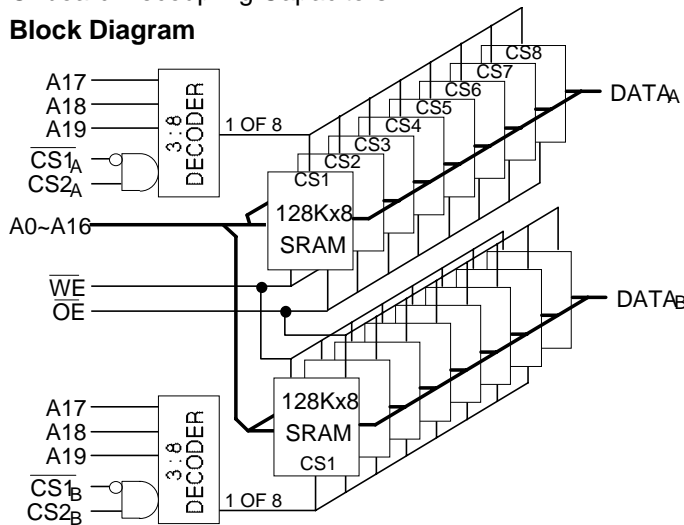 Block Diagram
CS8
CS7
CS6
CS5
CS4
CS3
CS2
CS1
A17
A18
A19
CS1A
CS2A
3:8
DECODER
1 OF 8
DATAA
A0~A16
128Kx8
SRAM
WE
OE
DATAB
A17
A18
A19
CS1B
CS2B
3:8
DECODER
1 OF 8
128Kx8
SRAM
CS1